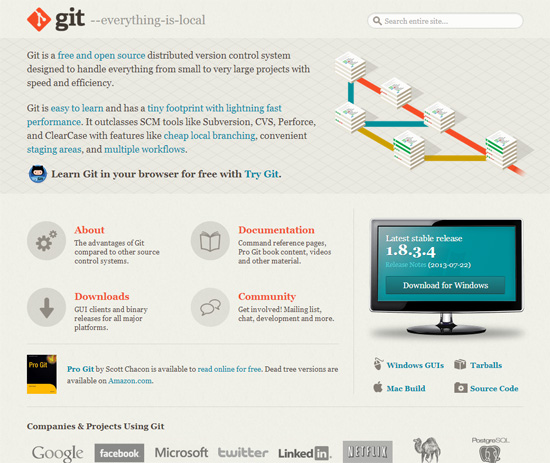 git --everything-is-local
Search entire site...
Git is a free and open source distributed version control system
designed to handle everything from small to very large projects with
speed and efficiency.
Git is easy to learn and has a tiny footprint with lightning fast
performance. It outclasses SCM tools like Subversion, CVS, Perforce,
and ClearCase with features like cheap local branching, convenient
staging areas, and multiple workflows.
Learn Git in your browser for free with Try Git.
About
The advantages of Git
compared to other source
control systems.
Documentation
Command reference pages,
Pro Git book content, videos
and other material.
Downloads
GUI clients and binary
releases for all major
platforms.
Community
Get involved! Mailing list,
chat, development and more.
Latest stable release
1.8.3.4
Release Notes (2013-07-22)
Download for Windows
Windows GUIs
Tarballs
Mac Build
Source Code
Pro Git
Pro Git by Scott Chacon is available to read online for free. Dead tree versions are
available on Amazon.com.
Companies & Projects Using Git
Google
facebook
Microsoft
twitter
LinkedIn
NETFLIX
PostgreSQL